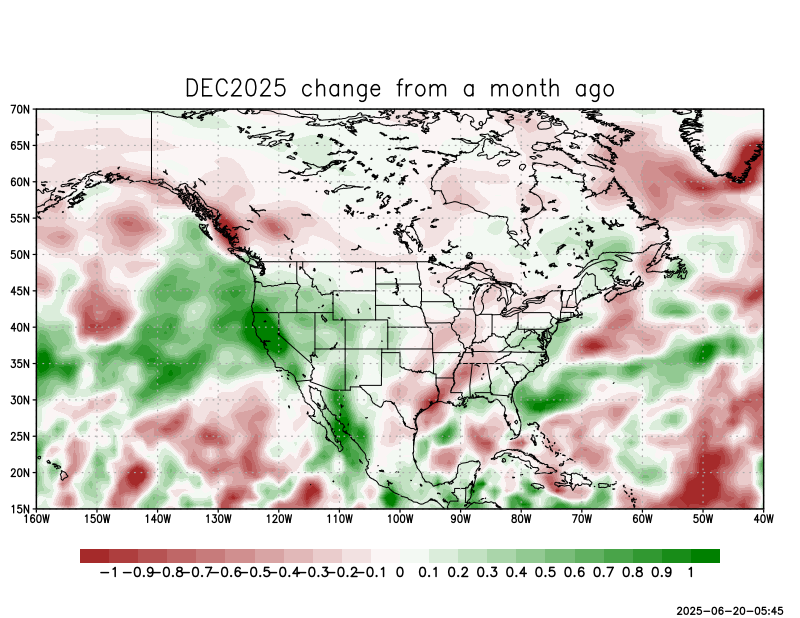 DEC2025 change from a month ago
70N
65N
60N
55N
50N
45N
40N
35N
30N
25N
20N
15N
160W 150W 140W 130W 120W 110W 100W 90W 80W 70W 60W 50W 40W
-1 -0.9 -0.8 -0.7 -0.6 -0.5 -0.4 -0.3 -0.2 -0.1 0 0.1 0.2 0.3 0.4 0.5 0.6 0.7 0.8 0.9 1
2025-06-20-05:45